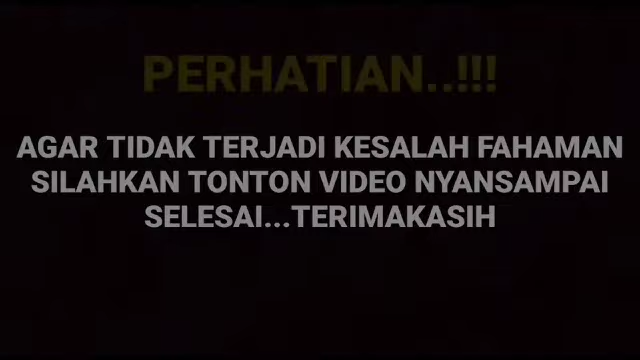 PERHATIAN..!!!
AGAR TIDAK TERJADI KESALAH FAHAMAN
SILAHKAN TONTON VIDEO NYANSAMPAI
SELESAI...TERIMAKASIH